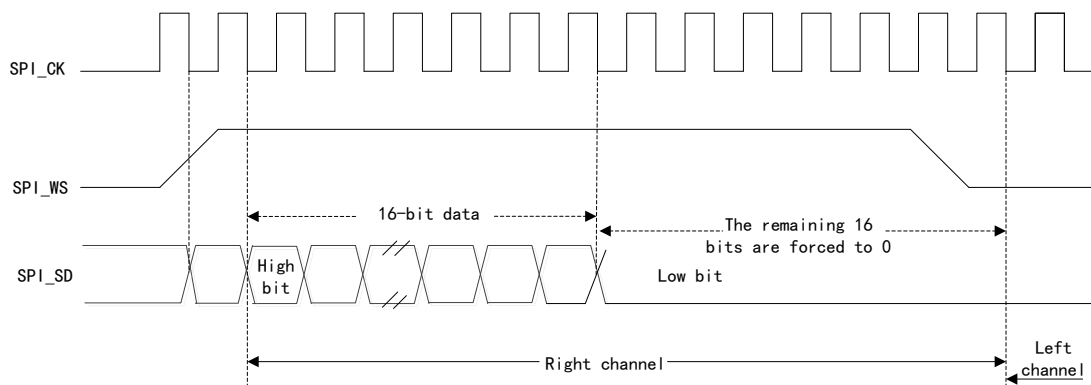 SPI_CK
SPI_WS
16-bit data
The remaining 16
bits are forced to 0
SPI_SD
High
bit
Low bit
Right channel
Left
channel